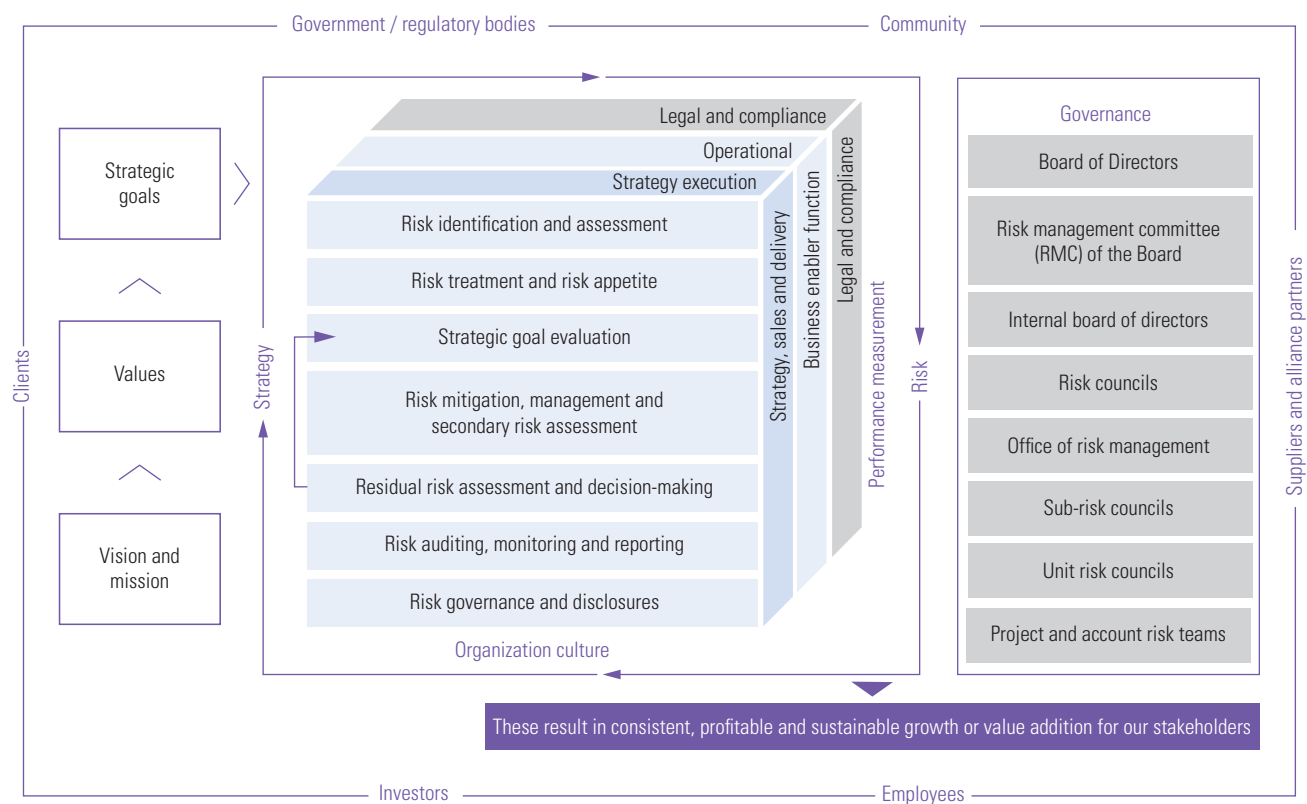 Government / regulatory bodies
Community
Clients
Suppliers and alliance partners
Strategic
goals
Values
Vision and
mission
Strategy
Legal and compliance
Operational
Strategy execution
Risk identification and assessment
Risk treatment and risk appetite
Strategic goal evaluation
Risk mitigation, management and
secondary risk assessment
Residual risk assessment and decision-making
Risk auditing, monitoring and reporting
Risk governance and disclosures
Strategy, sales and delivery
Business enabler function
Legal and compliance
Performance measurement
Risk
Organization culture
Governance
Board of Directors
Risk management committee
(RMC) of the Board
Internal board of directors
Risk councils
Office of risk management
Sub-risk councils
Unit risk councils
Project and account risk teams
These result in consistent, profitable and sustainable growth or value addition for our stakeholders
Investors
Employees